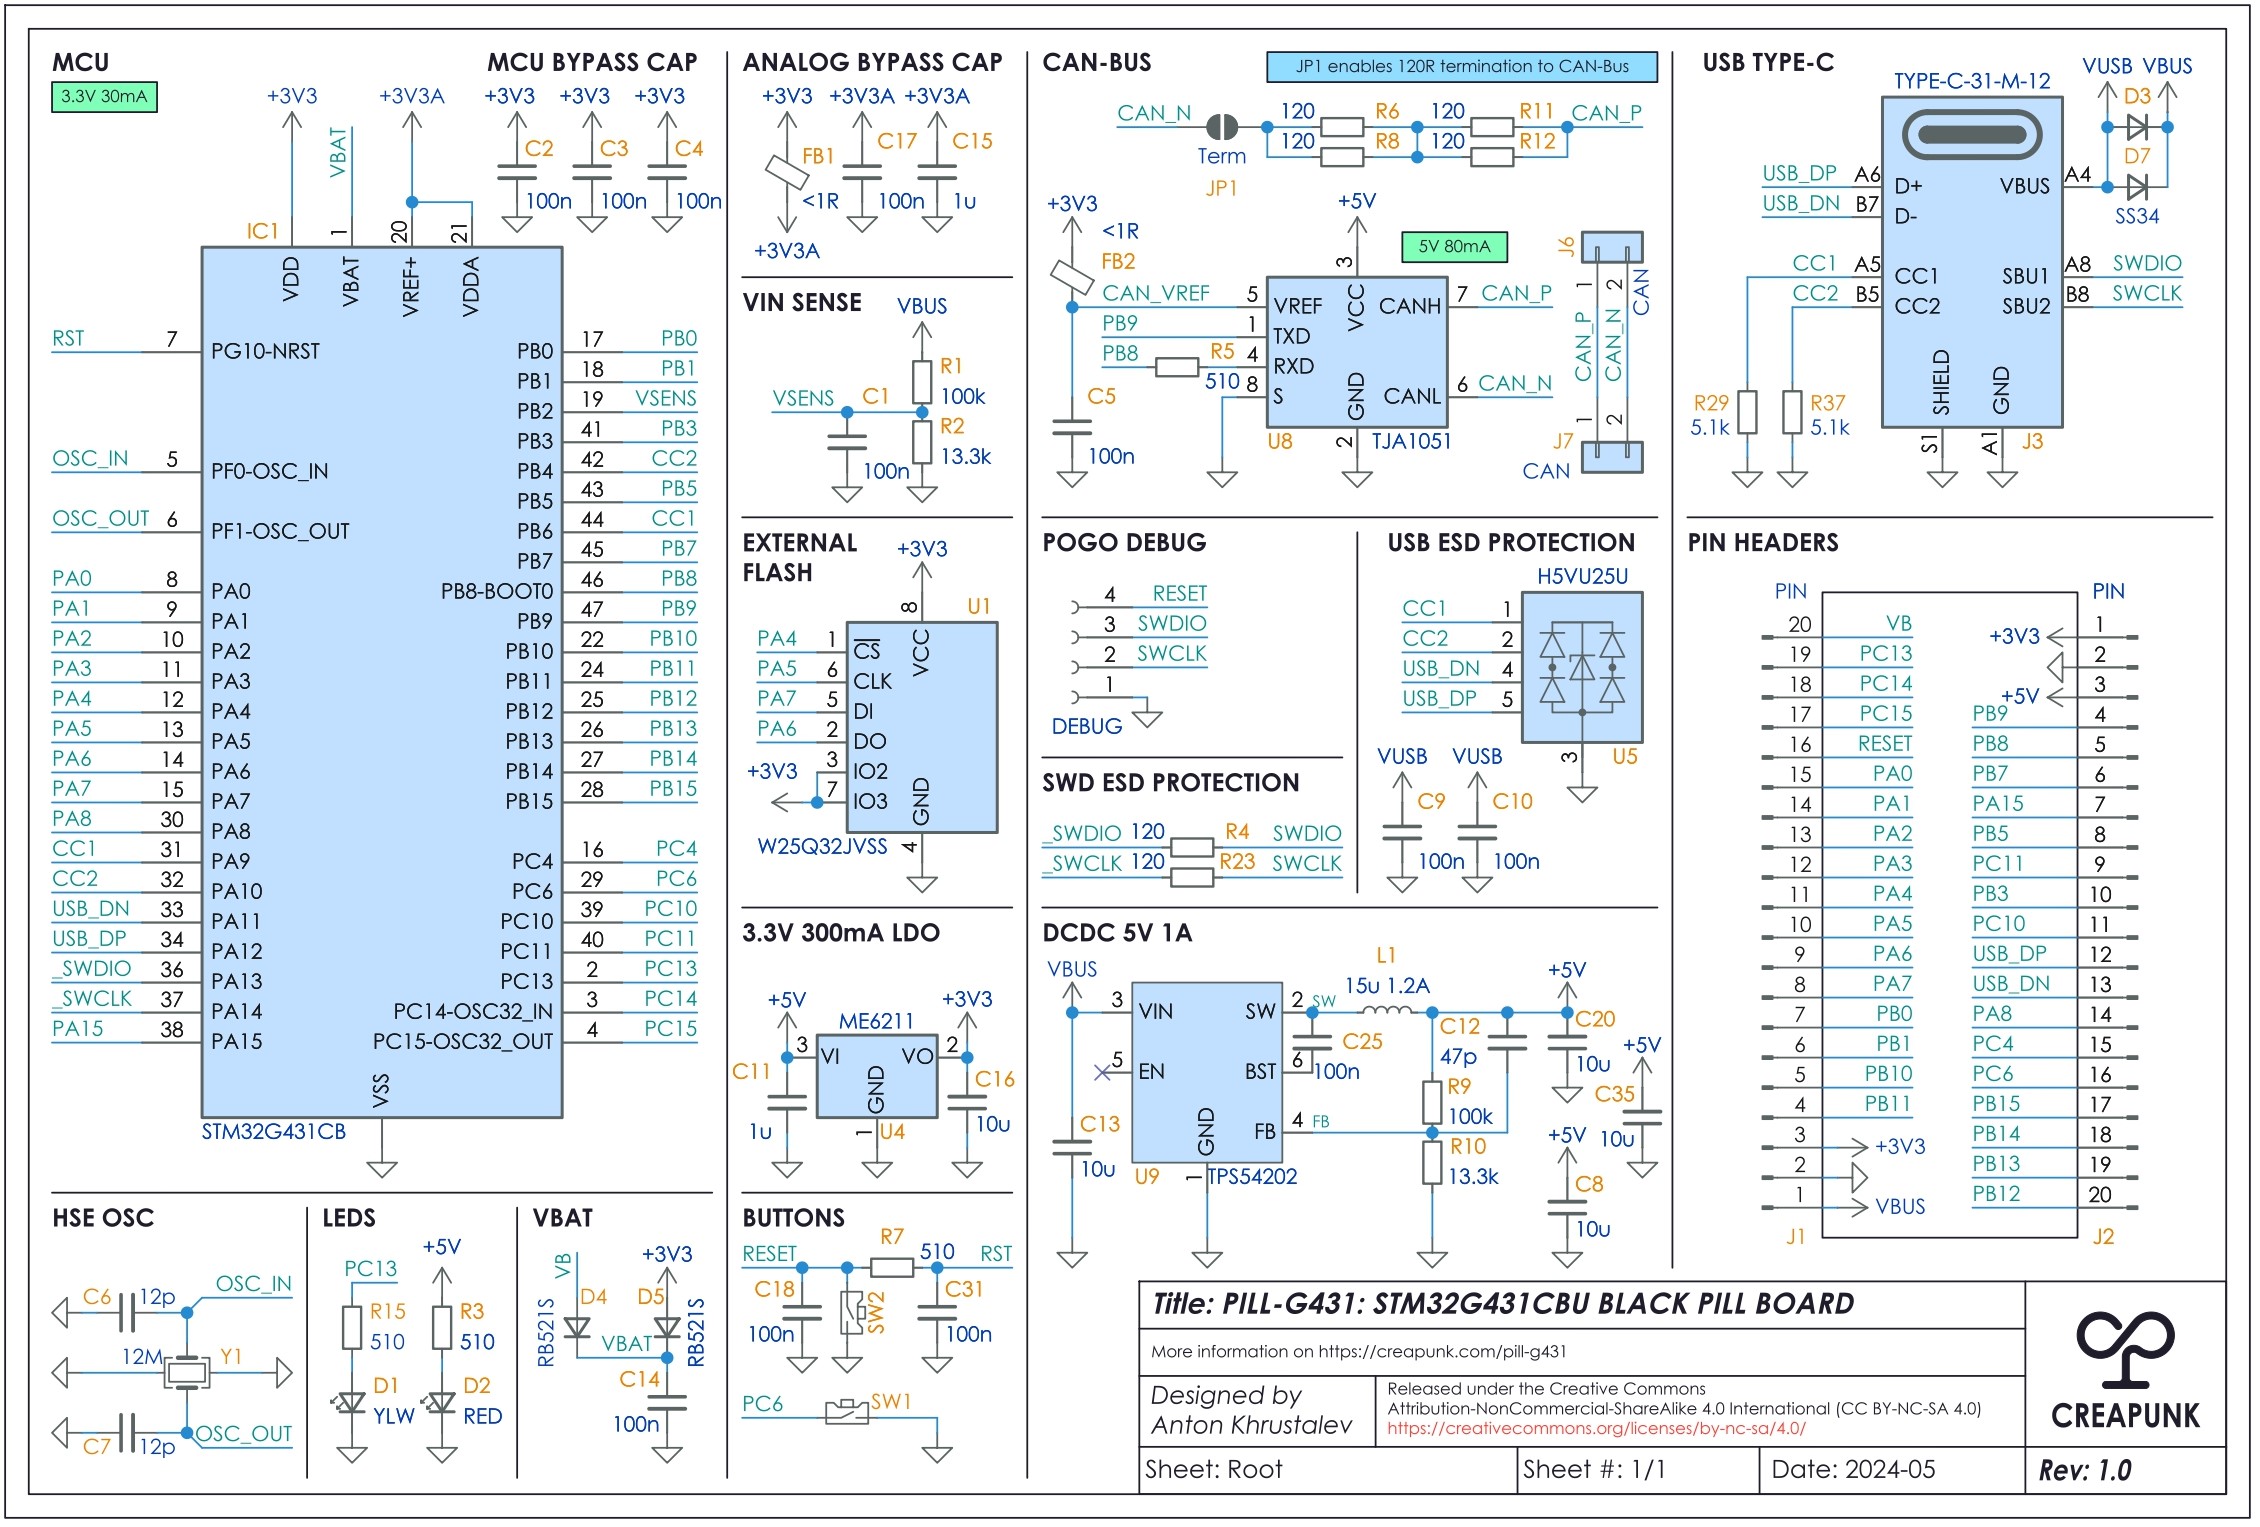 MCU
3.3V 30mA
+3V3
VBAT
+3V3A
IC1
1
20
21
VDD
VBAT
VREF+
VDDA
RST 7 PG10-NRST
OSC_IN 5 PF0-OSC_IN
OSC_OUT 6 PF1-OSC_OUT
PA0 8 PA0
PA1 9 PA1
PA2 10 PA2
PA3 11 PA3
PA4 12 PA4
PA5 13 PA5
PA6 14 PA6
PA7 15 PA7
PA8 30 PA8
CC1 31 PA9
CC2 32 PA10
USB_DN 33 PA11
USB_DP 34 PA12
_SWDIO 36 PA13
_SWCLK 37 PA14
PA15 38 PA15
PB0 17 PB0
PB1 18 PB1
PB2 19 VSENS
PB3 41 PB3
PB4 42 CC2
PB5 43 PB5
PB6 44 CC1
PB7 45 PB7
PB8-BOOT0 46 PB8
PB9 47 PB9
PB10 22 PB10
PB11 24 PB11
PB12 25 PB12
PB13 26 PB13
PB14 27 PB14
PB15 28 PB15
PC4 16 PC4
PC6 29 PC6
PC10 39 PC10
PC11 40 PC11
PC13 2 PC13
PC14-OSC32_IN 3 PC14
PC15-OSC32_OUT 4 PC15
VSS
STM32G431CB
MCU BYPASS CAP
+3V3 +3V3 +3V3
C2 C3 C4
100n 100n 100n
ANALOG BYPASS CAP
+3V3 +3V3A +3V3A
FB1 C17 C15
<1R 100n 1u
+3V3A
VIN SENSE
VBUS
R1
100k
VSENS C1
R2
100n 13.3k
EXTERNAL
FLASH
+3V3
8 U1
PA4 1 CS VCC
PA5 6 CLK
PA7 5 DI
PA6 2 DO
+3V3 3 IO2
7 IO3 GND
W25Q32JVSS 4
3.3V 300mA LDO
+5V +3V3
ME6211
3 VI VO 2
C11 GND C16
1u 1 U4 10u
HSE OSC
C6 12p OSC_IN
12M Y1
C7 12p OSC_OUT
LEDS
+5V
PC13
R15 R3
510 510
D1 D2
YLW RED
VBAT
VB +3V3
D4 D5
RB521S RB521S
VBAT
C14
100n
BUTTONS
R7
RESET 510 RST
C18 SW2 C31
100n 100n
PC6 SW1
CAN-BUS
JP1 enables 120R termination to CAN-Bus
CAN_N 120 R6 120 R11 CAN_P
120 R8 120 R12
Term
JP1
+3V3 +5V
<1R
FB2
5V 80mA
3
CAN_VREF 5 VREF VCC CANH 7 CAN_P
PB9 1 TXD
PB8 R5 4 RXD
510 8 S GND CANL 6 CAN_N
C5
100n
U8 2 TJA1051
J6
1 2 CAN
CAN_P CAN_N
1 2
J7
CAN
USB TYPE-C
TYPE-C-31-M-12
VUSB VBUS
D3
D7
SS34
USB_DP A6 D+ VBUS A4
USB_DN B7 D-
CC1 A5 CC1 SBU1 A8 SWDIO
CC2 B5 CC2 SBU2 B8 SWCLK
SHIELD GND
R29 R37
5.1k 5.1k
S1 A1 J3
POGO DEBUG
4 RESET
3 SWDIO
2 SWCLK
1
DEBUG
SWD ESD PROTECTION
_SWDIO 120 R4 SWDIO
_SWCLK 120 R23 SWCLK
USB ESD PROTECTION
H5VU25U
CC1 1
CC2 2
USB_DN 4
USB_DP 5
3 U5
VUSB VUSB
C9 C10
100n 100n
DCDC 5V 1A
VBUS L1 +5V
15u 1.2A
3 VIN SW 2 SW
C12 C20
C25 47p 10u
5 EN BST 6 100n
R9
100k
GND FB 4 FB
C13 R10
10u 13.3k
U9 1 TPS54202
+5V
C35
10u
+5V
C8
10u
PIN HEADERS
PIN PIN
20 VB +3V3 1
19 PC13 2
18 PC14 +5V 3
17 PC15 PB9 4
16 RESET PB8 5
15 PA0 PB7 6
14 PA1 PA15 7
13 PA2 PB5 8
12 PA3 PC11 9
11 PA4 PB3 10
10 PA5 PC10 11
9 PA6 USB_DP 12
8 PA7 USB_DN 13
7 PB0 PA8 14
6 PB1 PC4 15
5 PB10 PC6 16
4 PB11 PB15 17
3 +3V3 PB14 18
2 PB13 19
1 VBUS PB12 20
J1 J2
Title: PILL-G431: STM32G431CBU BLACK PILL BOARD
More information on https://creapunk.com/pill-g431
Designed by
Anton Khrustalev
Released under the Creative Commons
Attribution-NonCommercial-ShareAlike 4.0 International (CC BY-NC-SA 4.0)
https://creativecommons.org/licenses/by-nc-sa/4.0/
CREAPUNK
Sheet: Root
Sheet #: 1/1
Date: 2024-05
Rev: 1.0